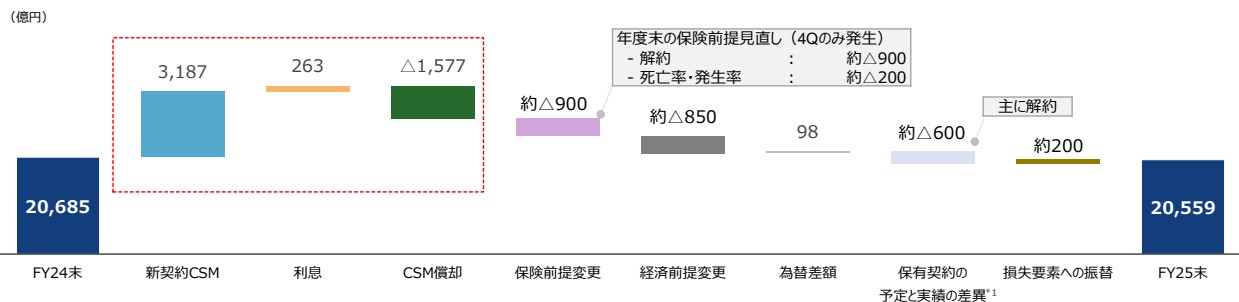 （億円）
年度末の保険前提見直し（4Qのみ発生）
- 解約 : 約△900
- 死亡率・発生率 : 約△200
3,187
263
△1,577
約△900
約△850
98
約△600
主に解約
約200
20,685
20,559
FY24末
新契約CSM
利息
CSM償却
保険前提変更
経済前提変更
為替差額
保有契約の
予定と実績の差異*1
損失要素への振替
FY25末